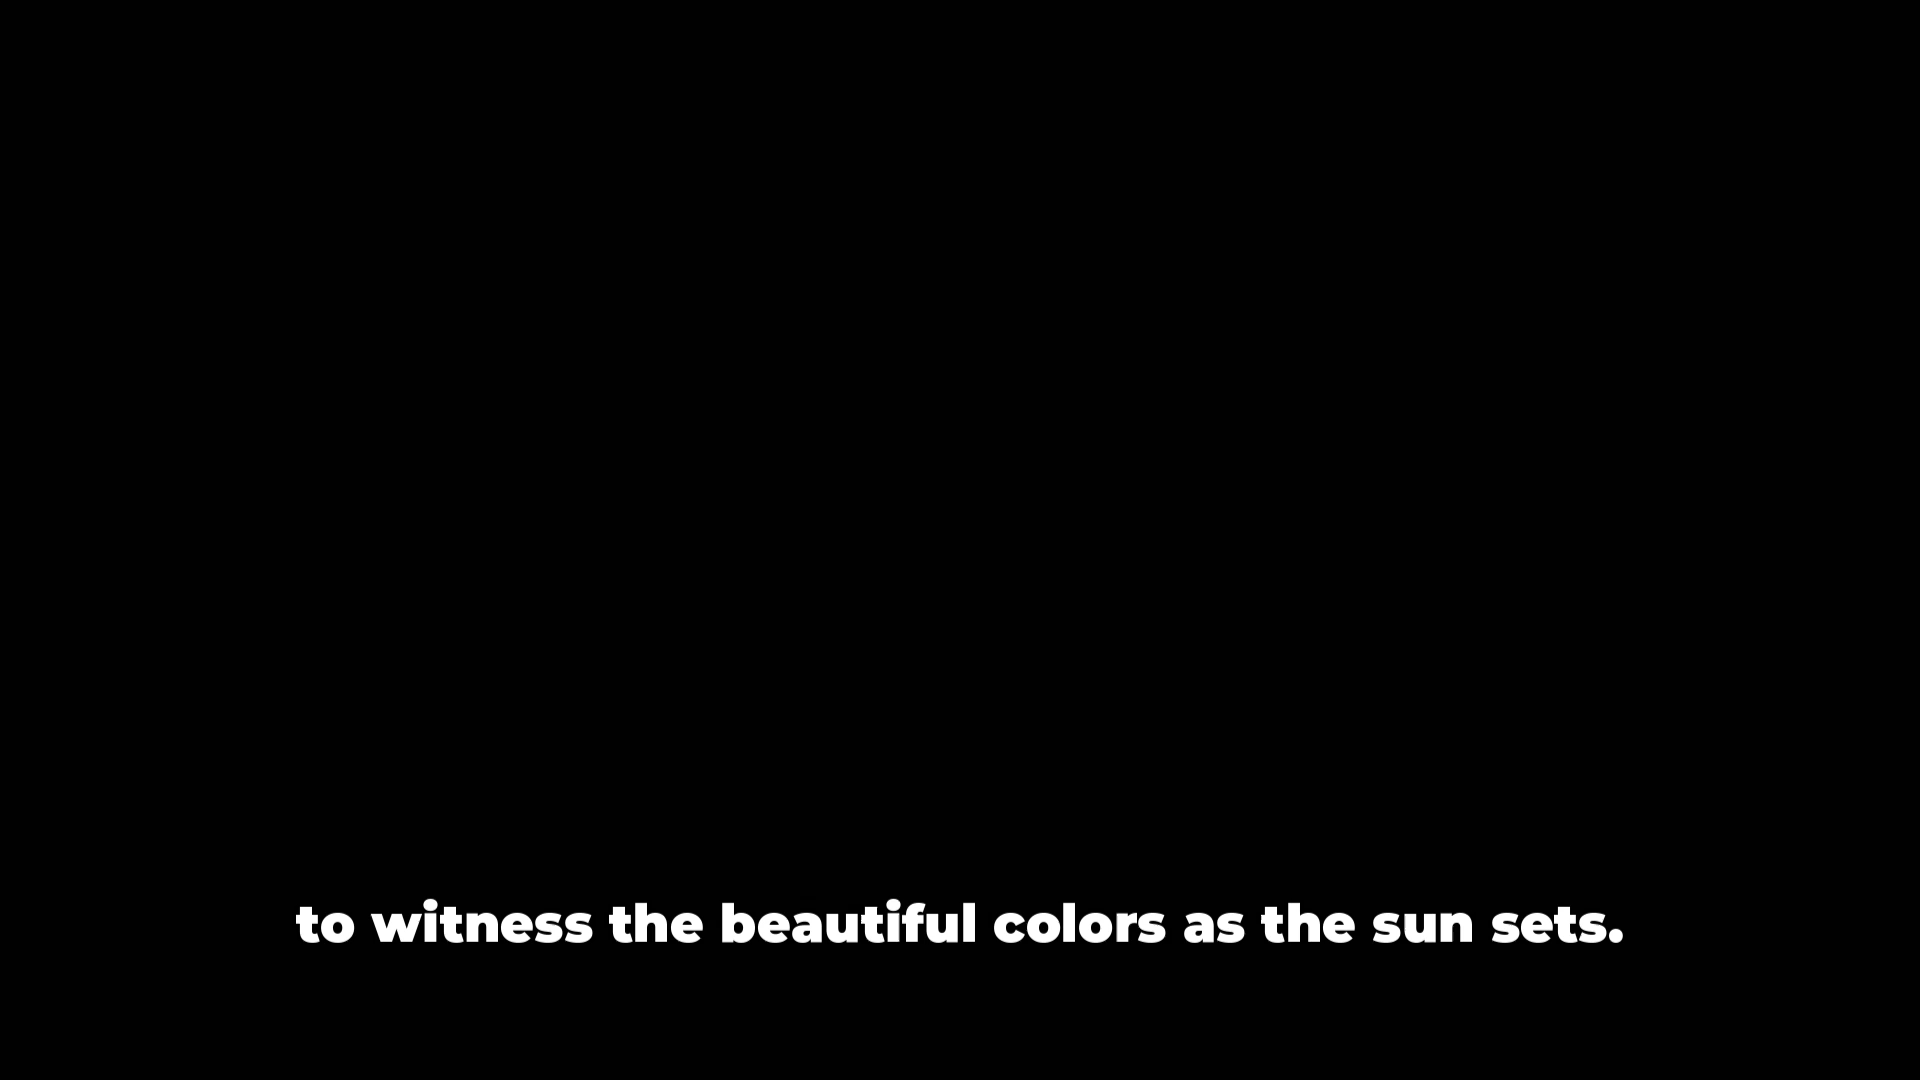 to witness the beautiful colors as the sun sets.